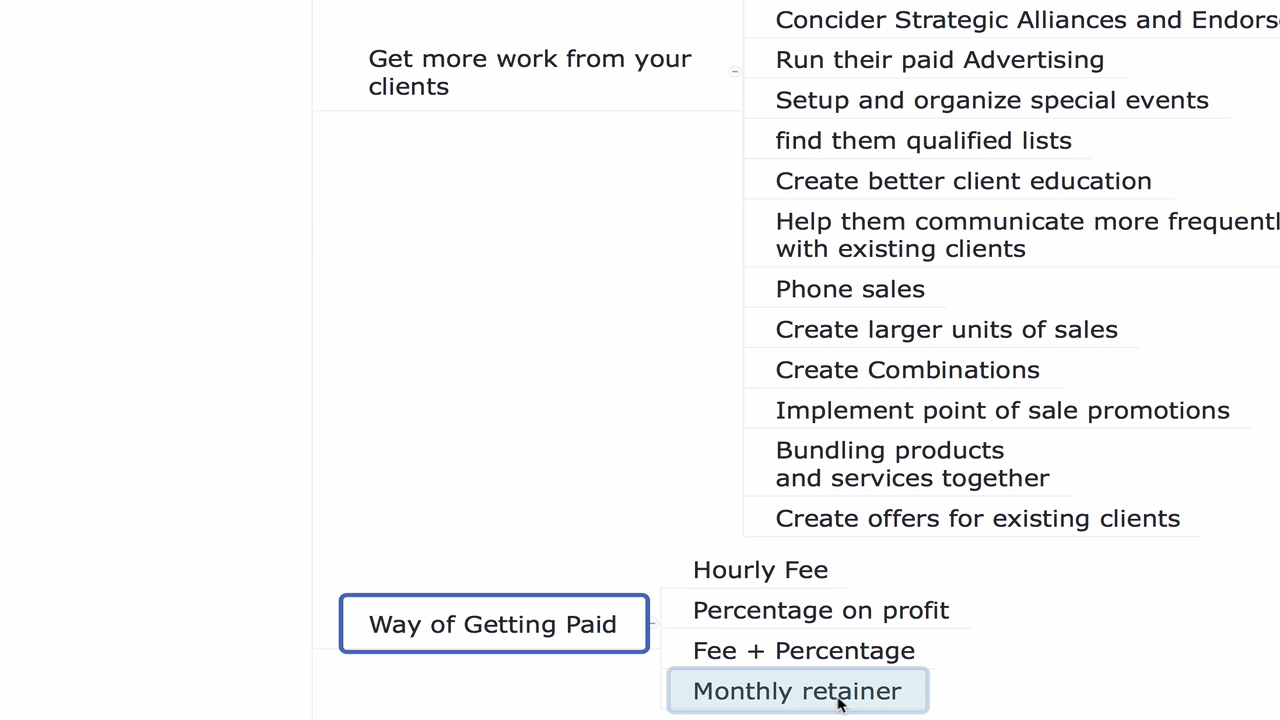 Concider Strategic Alliances and
Get more work from your
clients
Run their paid Advertising
Setup and organize special events
find them qualified lists
Create better client education
Help them communicate more
with existing clients
Phone sales
Create larger units of sales
Create Combinations
Implement point of sale promotions
Bundling products
and services together
Create offers for existing clients
Way of Getting Paid
Hourly Fee
Percentage on profit
Fee + Percentage
Monthly retainer